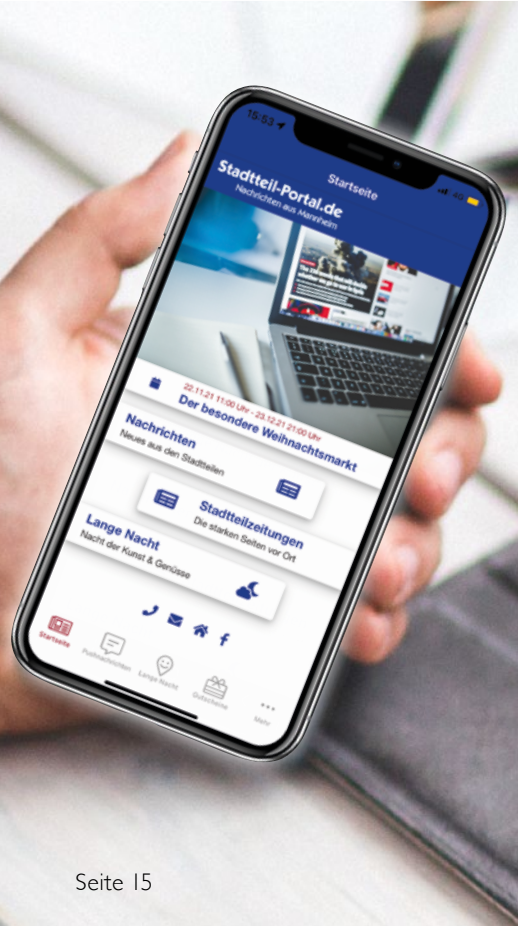 15:53
4G
Startseite
Stadtteil-Portal.de
Nachrichten aus Mannheim
22.11.21 11:00 Uhr - 23.12.21 21:00 Uhr
Der besondere Weihnachtsmarkt
Nachrichten
Neues aus den Stadtteilen
Stadtteilzeitungen
Die starken Seiten vor Ort
Lange Nacht
Nacht der Kunst & Genüsse
Startseite
Pushnachrichten
Lange Nacht
Gutscheine
Mehr
Seite 15